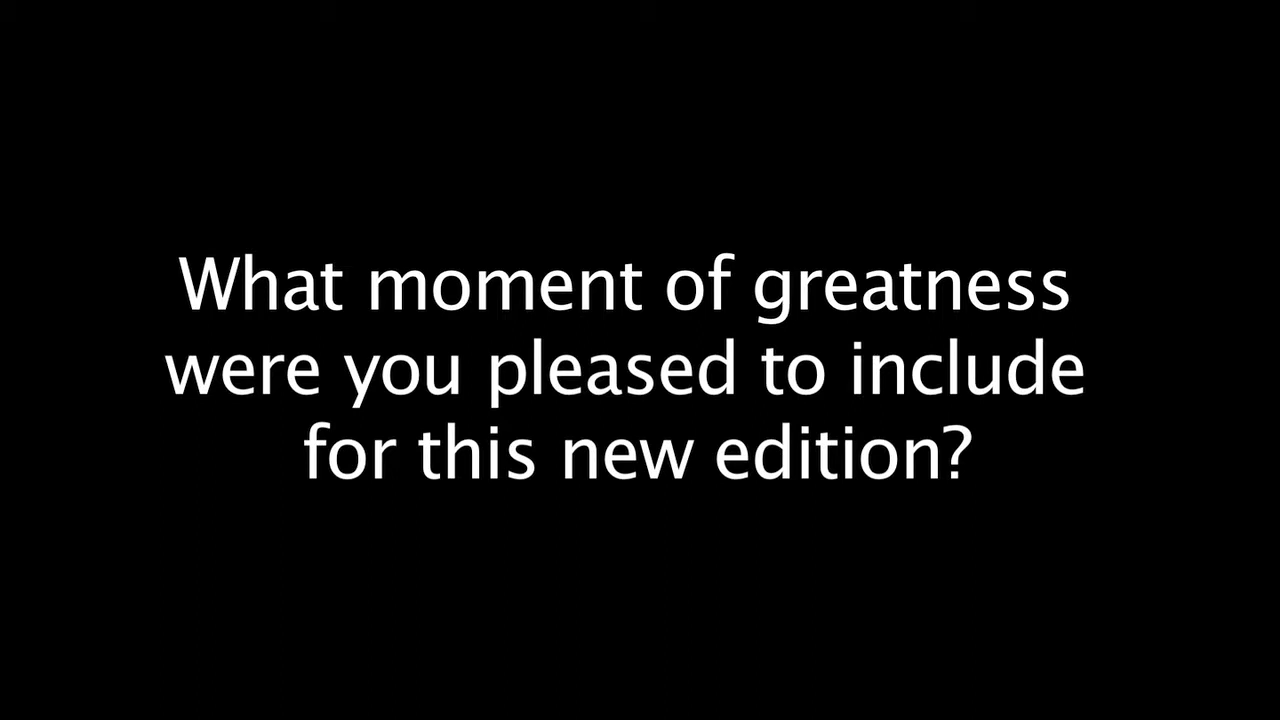 What moment of greatness
were you pleased to include
for this new edition?